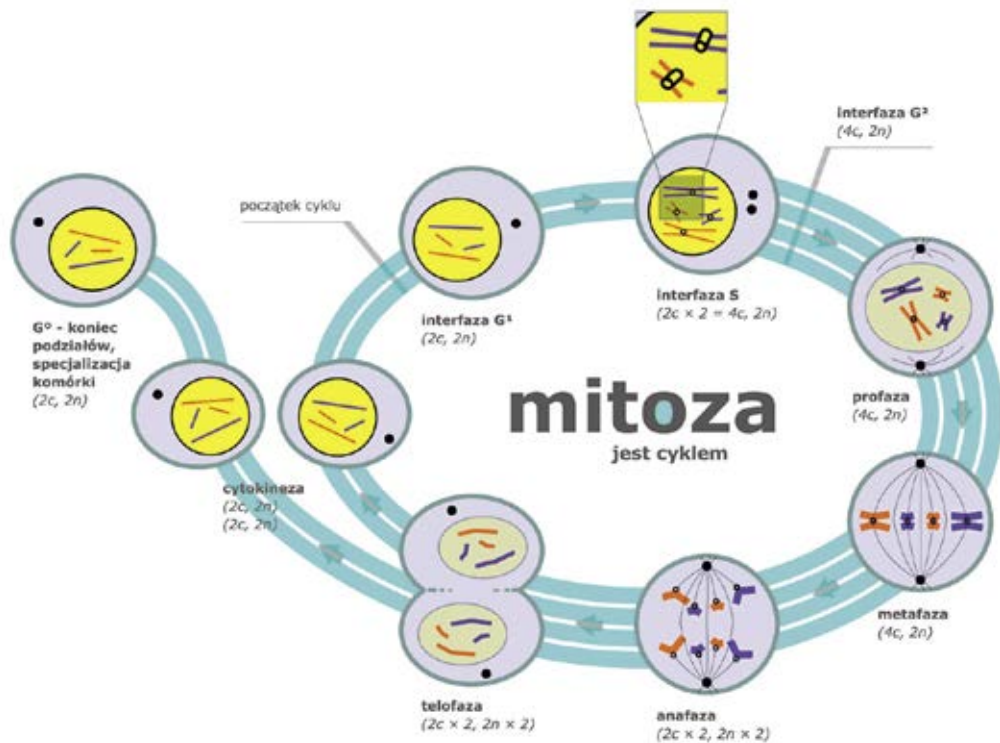 interfaza G²
(4c, 2n)
początek cyklu
G⁰ - koniec
podziałów,
specjalizacja
komórki
(2c, 2n)
interfaza G¹
(2c, 2n)
interfaza S
(2c × 2 = 4c, 2n)
profaza
(4c, 2n)
mitoza
jest cyklem
cytokineza
(2c, 2n)
(2c, 2n)
metafaza
(4c, 2n)
telofaza
(2c × 2, 2n × 2)
anafaza
(2c × 2, 2n × 2)